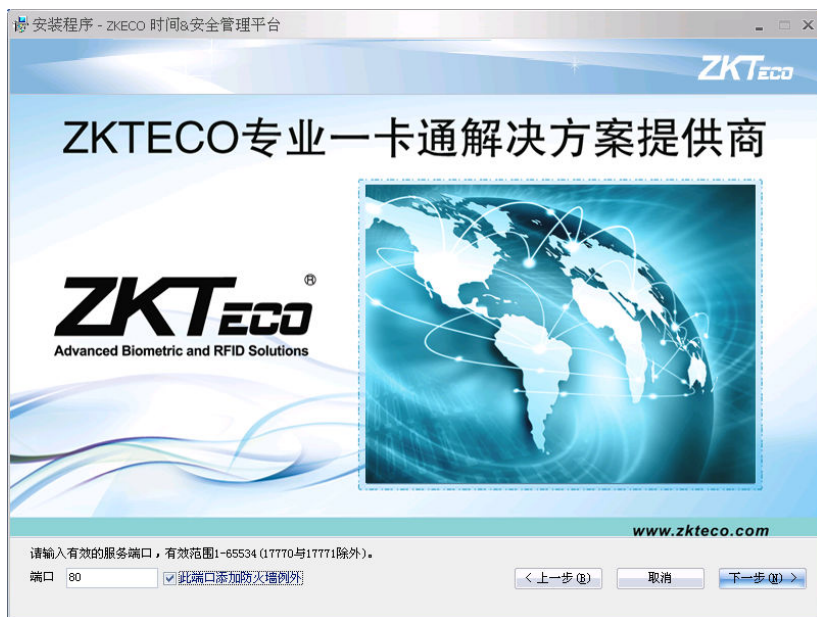 安装程序 - ZKECO 时间&安全管理平台
ZKTECO
ZKTECO专业一卡通解决方案提供商
ZKTECO®
Advanced Biometric and RFID Solutions
www.zkteco.com
请输入有效的服务端口，有效范围1-65534(17770与17771除外)。
端口 80 此端口添加防火墙例外 < 上一步(B) 取消 下一步(N) >